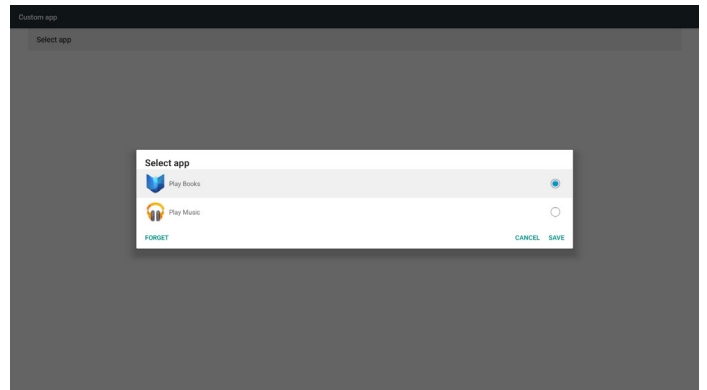 Custom app
Select app
Select app
Play Books
Play Music
FORGET CANCEL SAVE